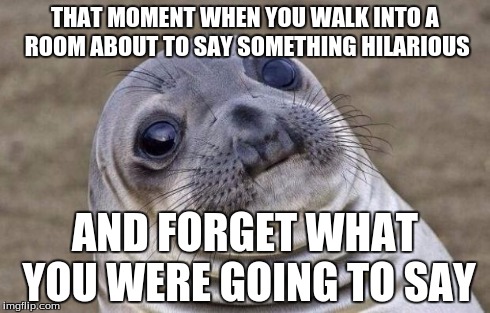 THAT MOMENT WHEN YOU WALK INTO A
ROOM ABOUT TO SAY SOMETHING HILARIOUS
AND FORGET WHAT
YOU WERE GOING TO SAY
imgflip.com